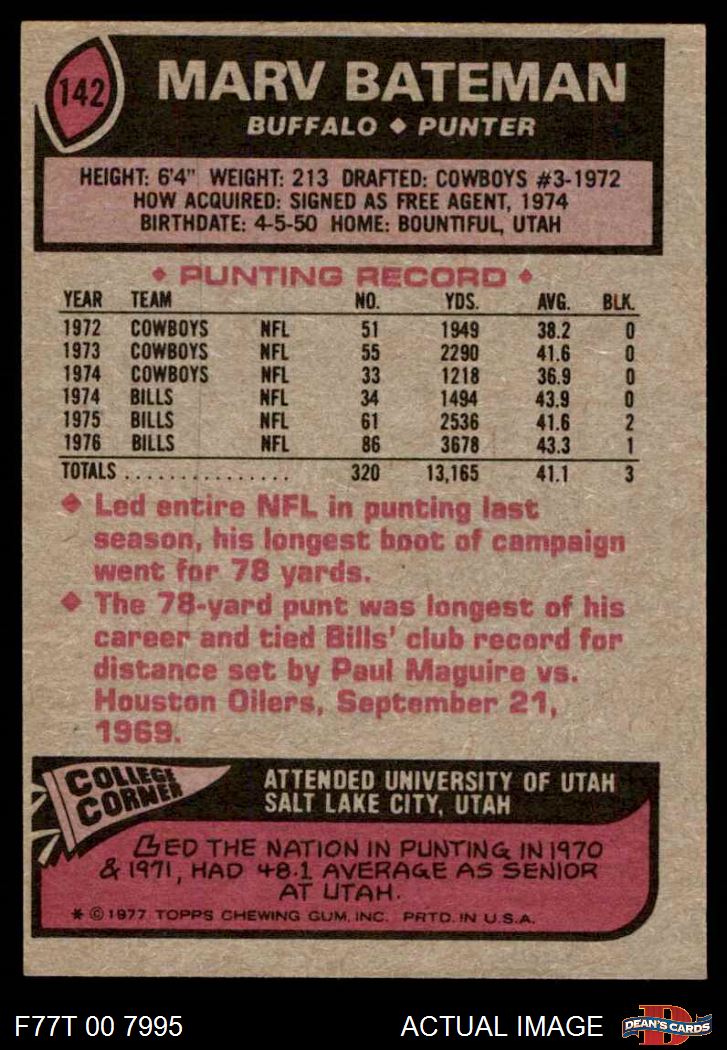 142
MARV BATEMAN
BUFFALO ♦ PUNTER
HEIGHT: 6'4" WEIGHT: 213 DRAFTED: COWBOYS #3-1972
HOW ACQUIRED: SIGNED AS FREE AGENT, 1974
BIRTHDATE: 4-5-50 HOME: BOUNTIFUL, UTAH
♦ PUNTING RECORD ♦
YEAR TEAM NO. YDS. AVG. BLK.
1972 COWBOYS NFL 51 1949 38.2 0
1973 COWBOYS NFL 55 2290 41.6 0
1974 COWBOYS NFL 33 1218 36.9 0
1974 BILLS NFL 34 1494 43.9 0
1975 BILLS NFL 61 2536 41.6 2
1976 BILLS NFL 86 3678 43.3 1
TOTALS ............... 320 13,165 41.1 3
♦ Led entire NFL in punting last
season, his longest boot of campaign
went for 78 yards.
♦ The 78-yard punt was longest of his
career and tied Bills' club record for
distance set by Paul Maguire vs.
Houston Oilers, September 21,
1969.
COLLEGE
CORNER
ATTENDED UNIVERSITY OF UTAH
SALT LAKE CITY, UTAH
LED THE NATION IN PUNTING IN 1970
& 1971, HAD 48.1 AVERAGE AS SENIOR
AT UTAH.
* © 1977 TOPPS CHEWING GUM, INC. PRTD. IN U.S.A.
F77T 00 7995 ACTUAL IMAGE
D
DEAN'S CARDS